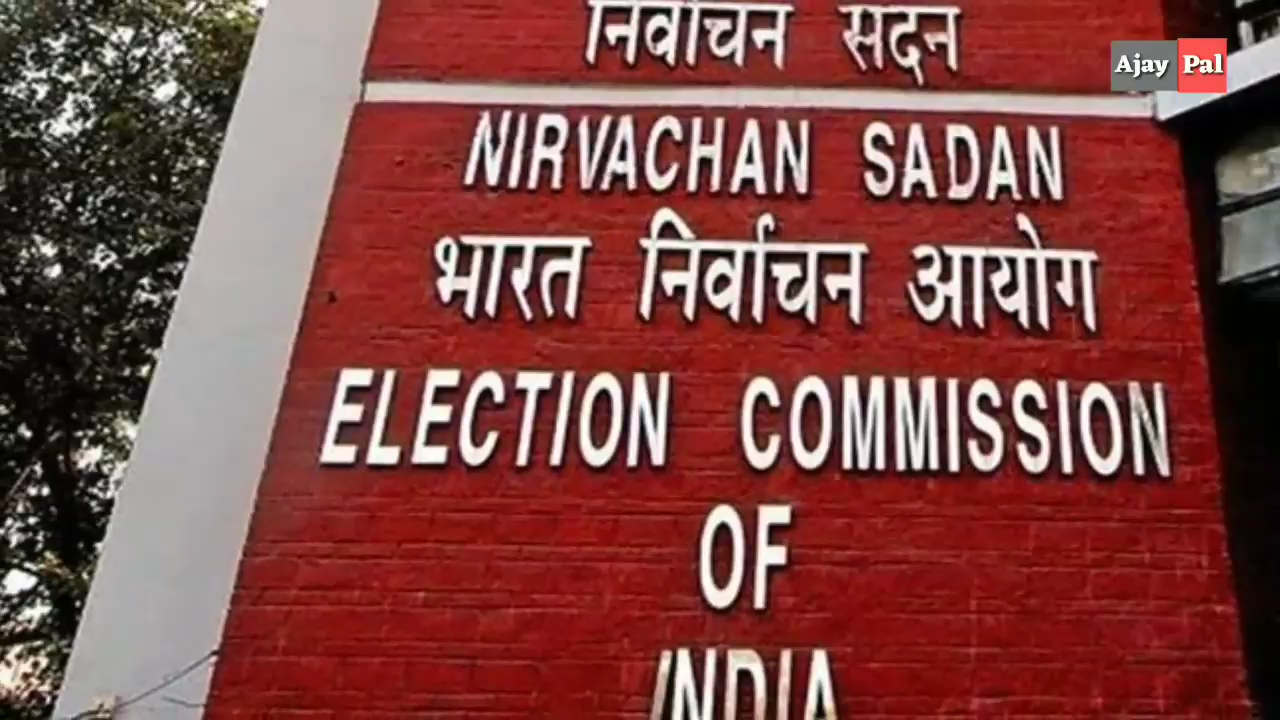 निर्वाचन सदन
Ajay Pal
NIRVACHAN SADAN
भारत निर्वाचन आयोग
ELECTION COMMISSION
OF
INDIA